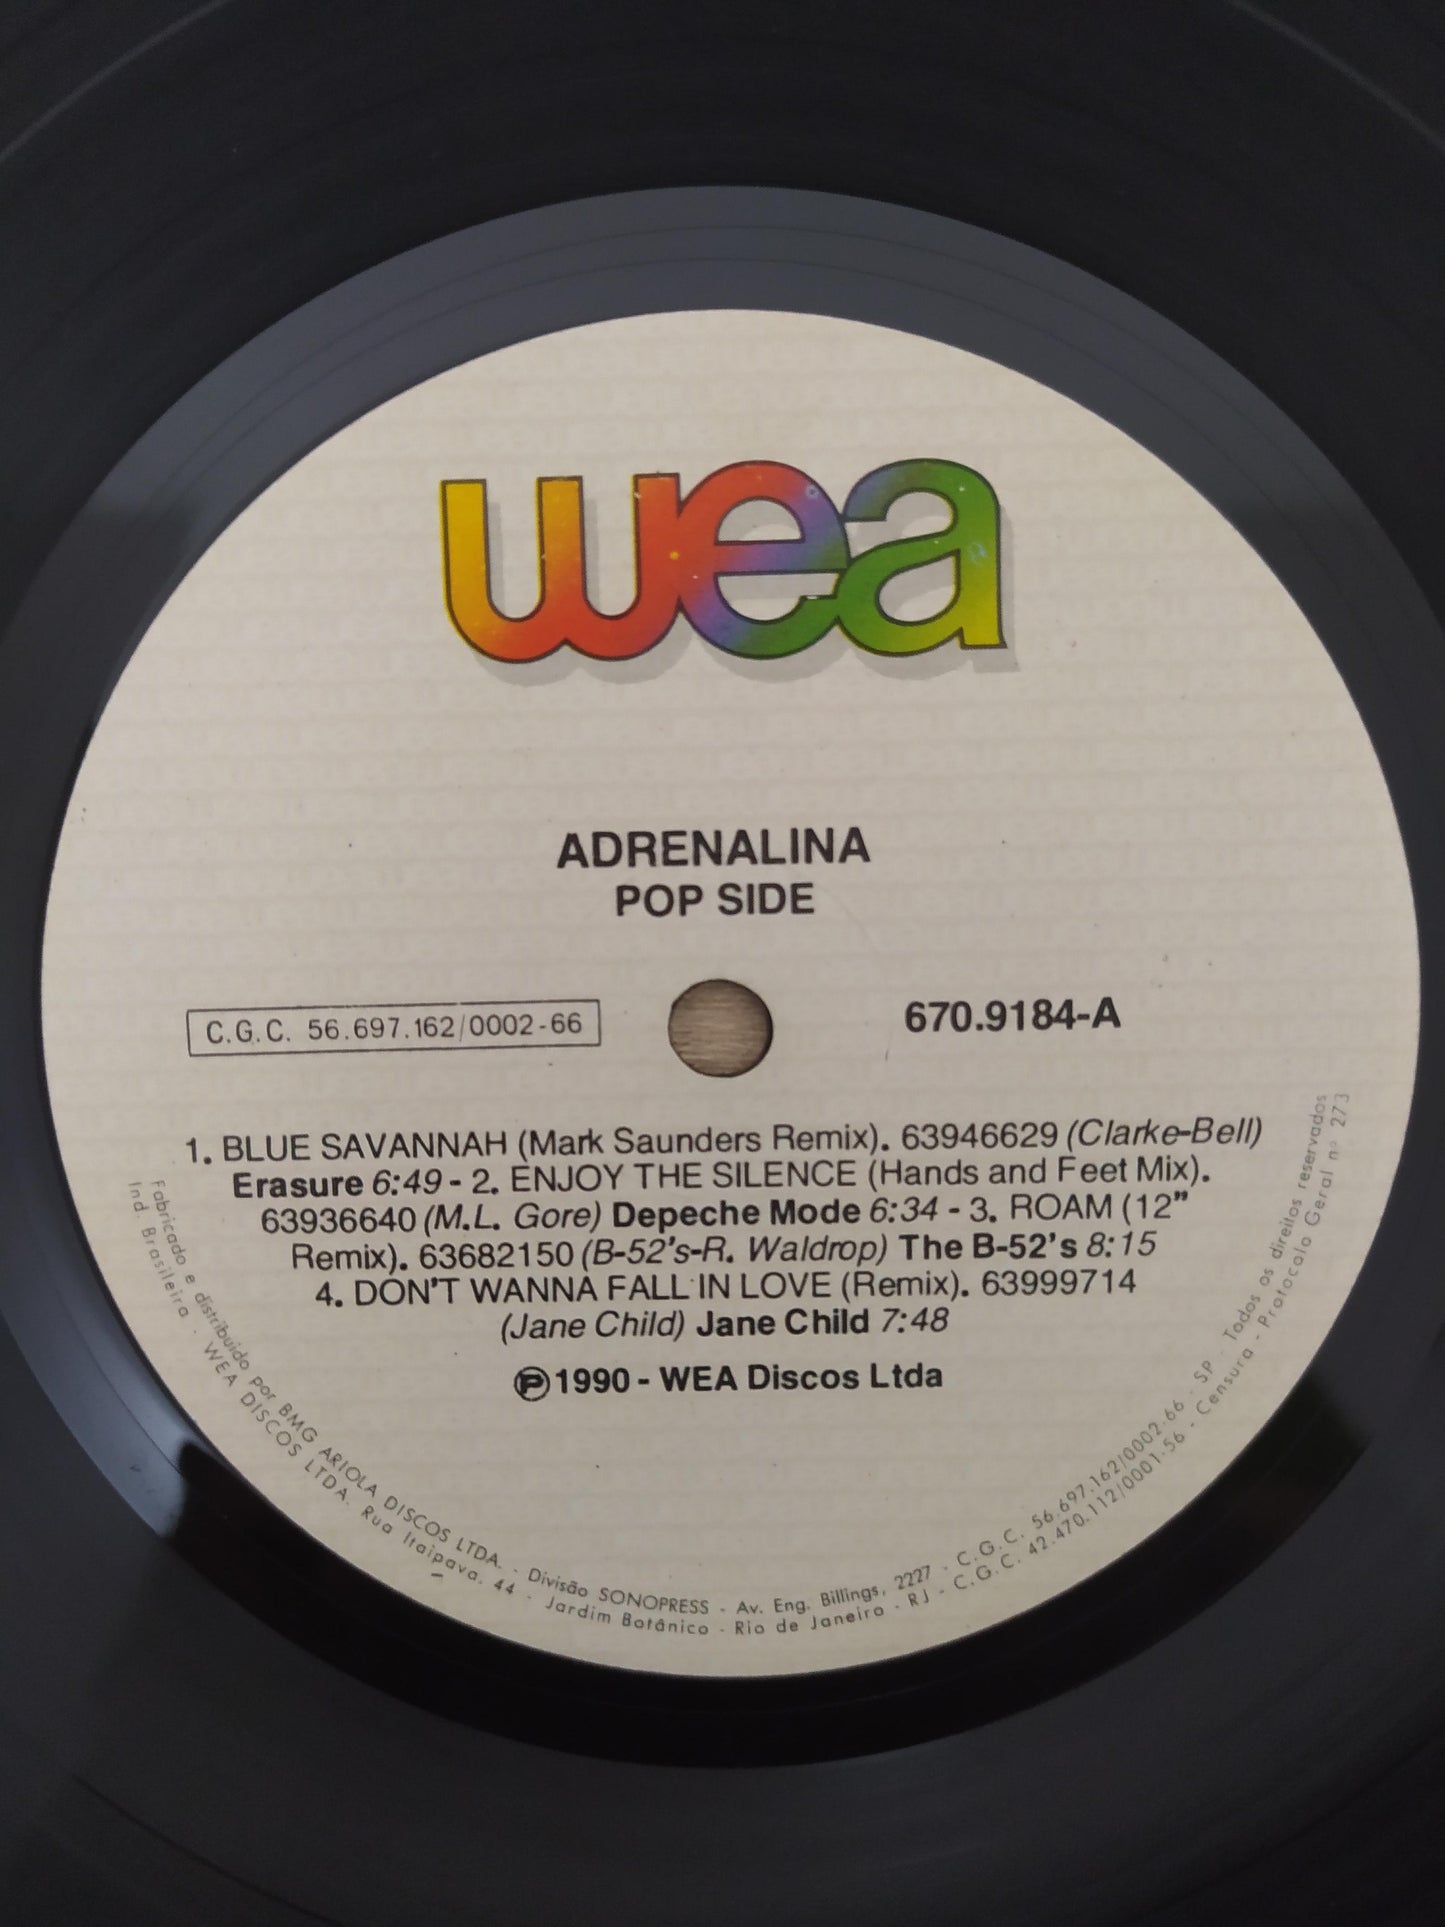 wea
ADRENALINA
POP SIDE
C.G.C. 56.697.162/0002-66
670.9184-A
1. BLUE SAVANNAH (Mark Saunders Remix). 63946629 (Clarke-Bell)
Erasure 6:49 - 2. ENJOY THE SILENCE (Hands and Feet Mix).
63936640 (M.L. Gore) Depeche Mode 6:34 - 3. ROAM (12"
Remix). 63682150 (B-52's-R. Waldrop) The B-52's 8:15
4. DON'T WANNA FALL IN LOVE (Remix). 63999714
(Jane Child) Jane Child 7:48
℗1990 - WEA Discos Ltda
Fabricado e distribuído por BMG ARIOLA DISCOS LTDA. - Divisão SONOPRESS - Av. Eng. Billings, 2227 - C.G.C. 56.697.162/0002.66 - SP - Todos os direitos reservados
Ind. Brasileira - WEA DISCOS LTDA. Rua Itaipava, 44 - Jardim Botânico - Rio de Janeiro - RJ - C.G.C. 42.470.112/0001-56 - Censura - Protocolo Geral nº 273